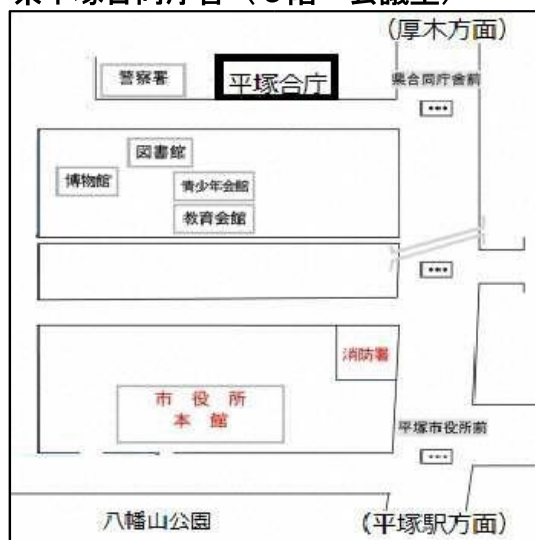 (厚木方面)
警察署
平塚合庁
県合同庁舎前
図書館
博物館
青少年会館
教育会館
消防署
市役所
本館
平塚市役所前
八幡山公園
(平塚駅方面)